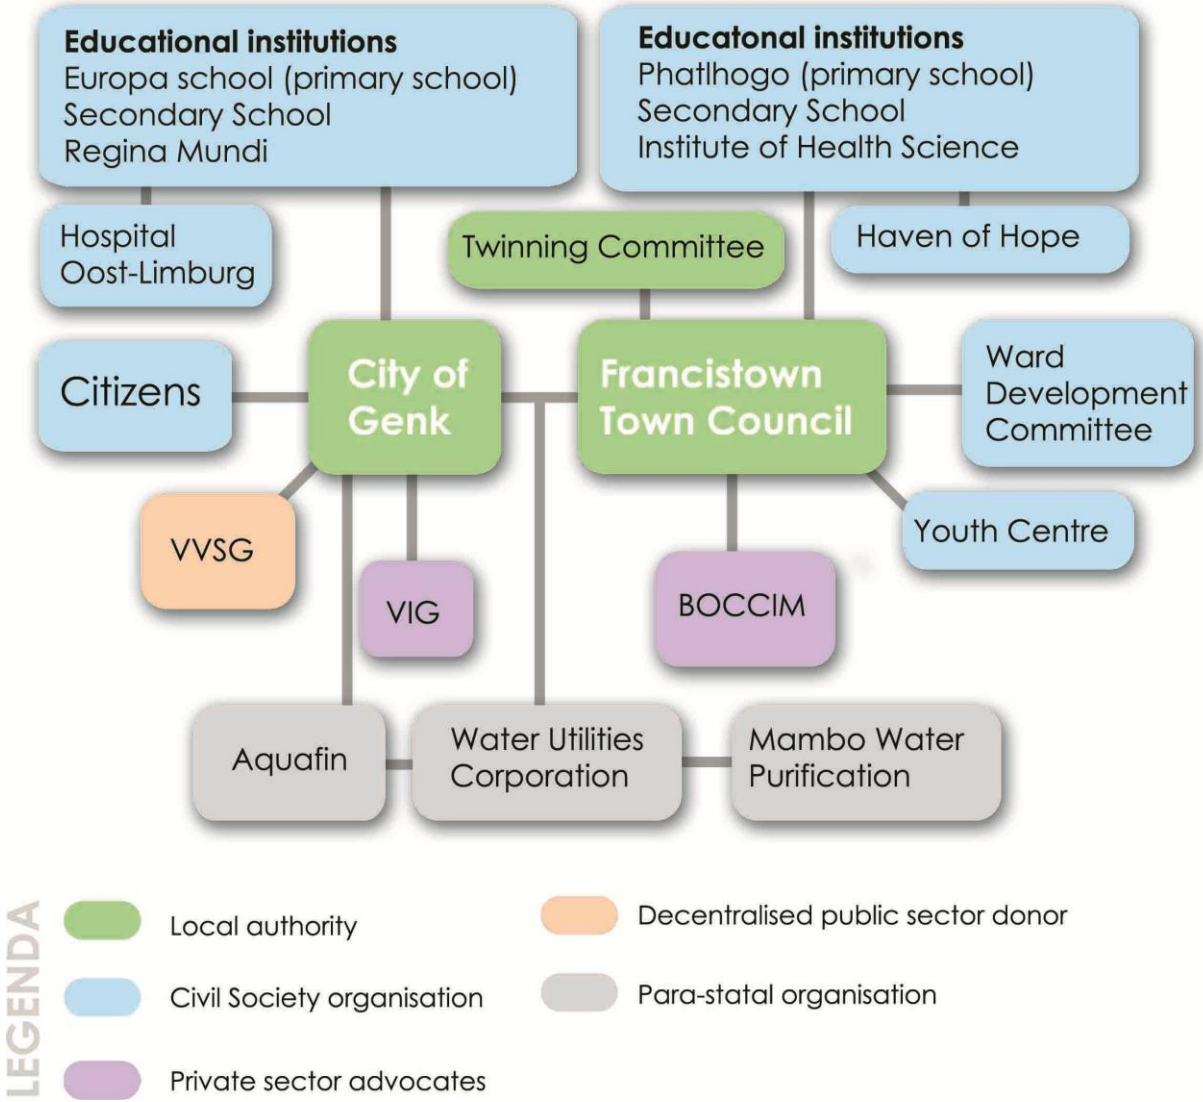 Educational institutions
Europa school (primary school)
Secondary School
Regina Mundi
Educatonal institutions
Phatlhogo (primary school)
Secondary School
Institute of Health Science
Hospital
Oost-Limburg
Twinning Committee
Haven of Hope
Citizens
City of
Genk
Francistown
Town Council
Ward
Development
Committee
VVSG
VIG
BOCCIM
Youth Centre
Aquafin
Water Utilities
Corporation
Mambo Water
Purification
LEGENDA
Local authority
Civil Society organisation
Private sector advocates
Decentralised public sector donor
Para-statal organisation